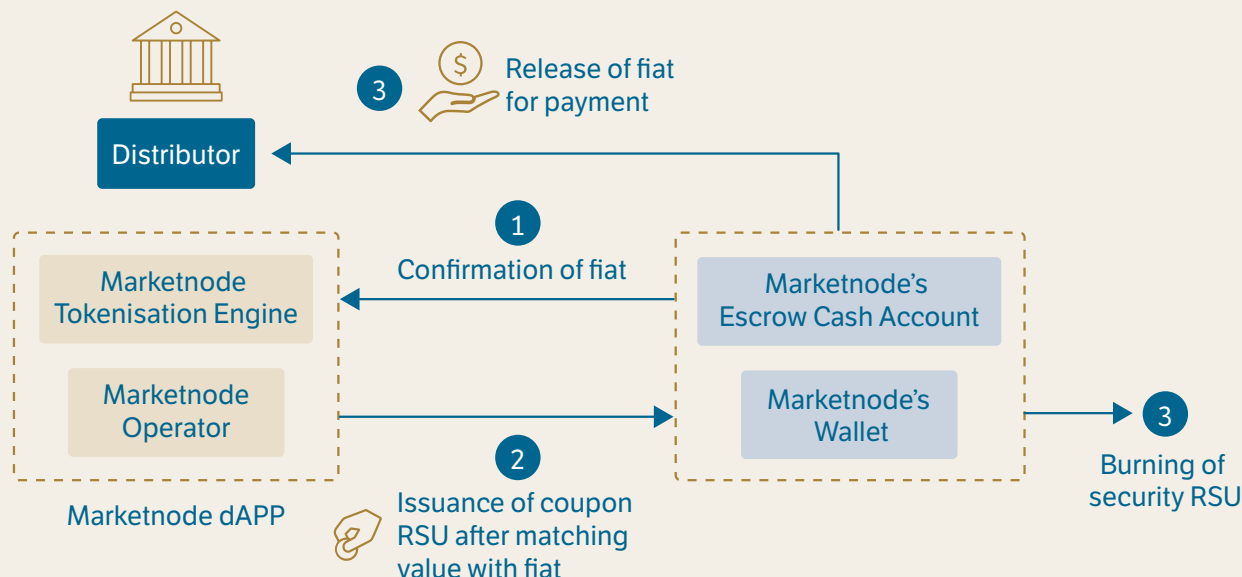 3
$
Release of fiat
for payment
Distributor
1
Confirmation of fiat
Marketnode
Tokenisation Engine
Marketnode's
Escrow Cash Account
Marketnode
Operator
Marketnode's
Wallet
3
Burning of
security RSU
Marketnode dAPP
2
Issuance of coupon
RSU after matching
value with fiat